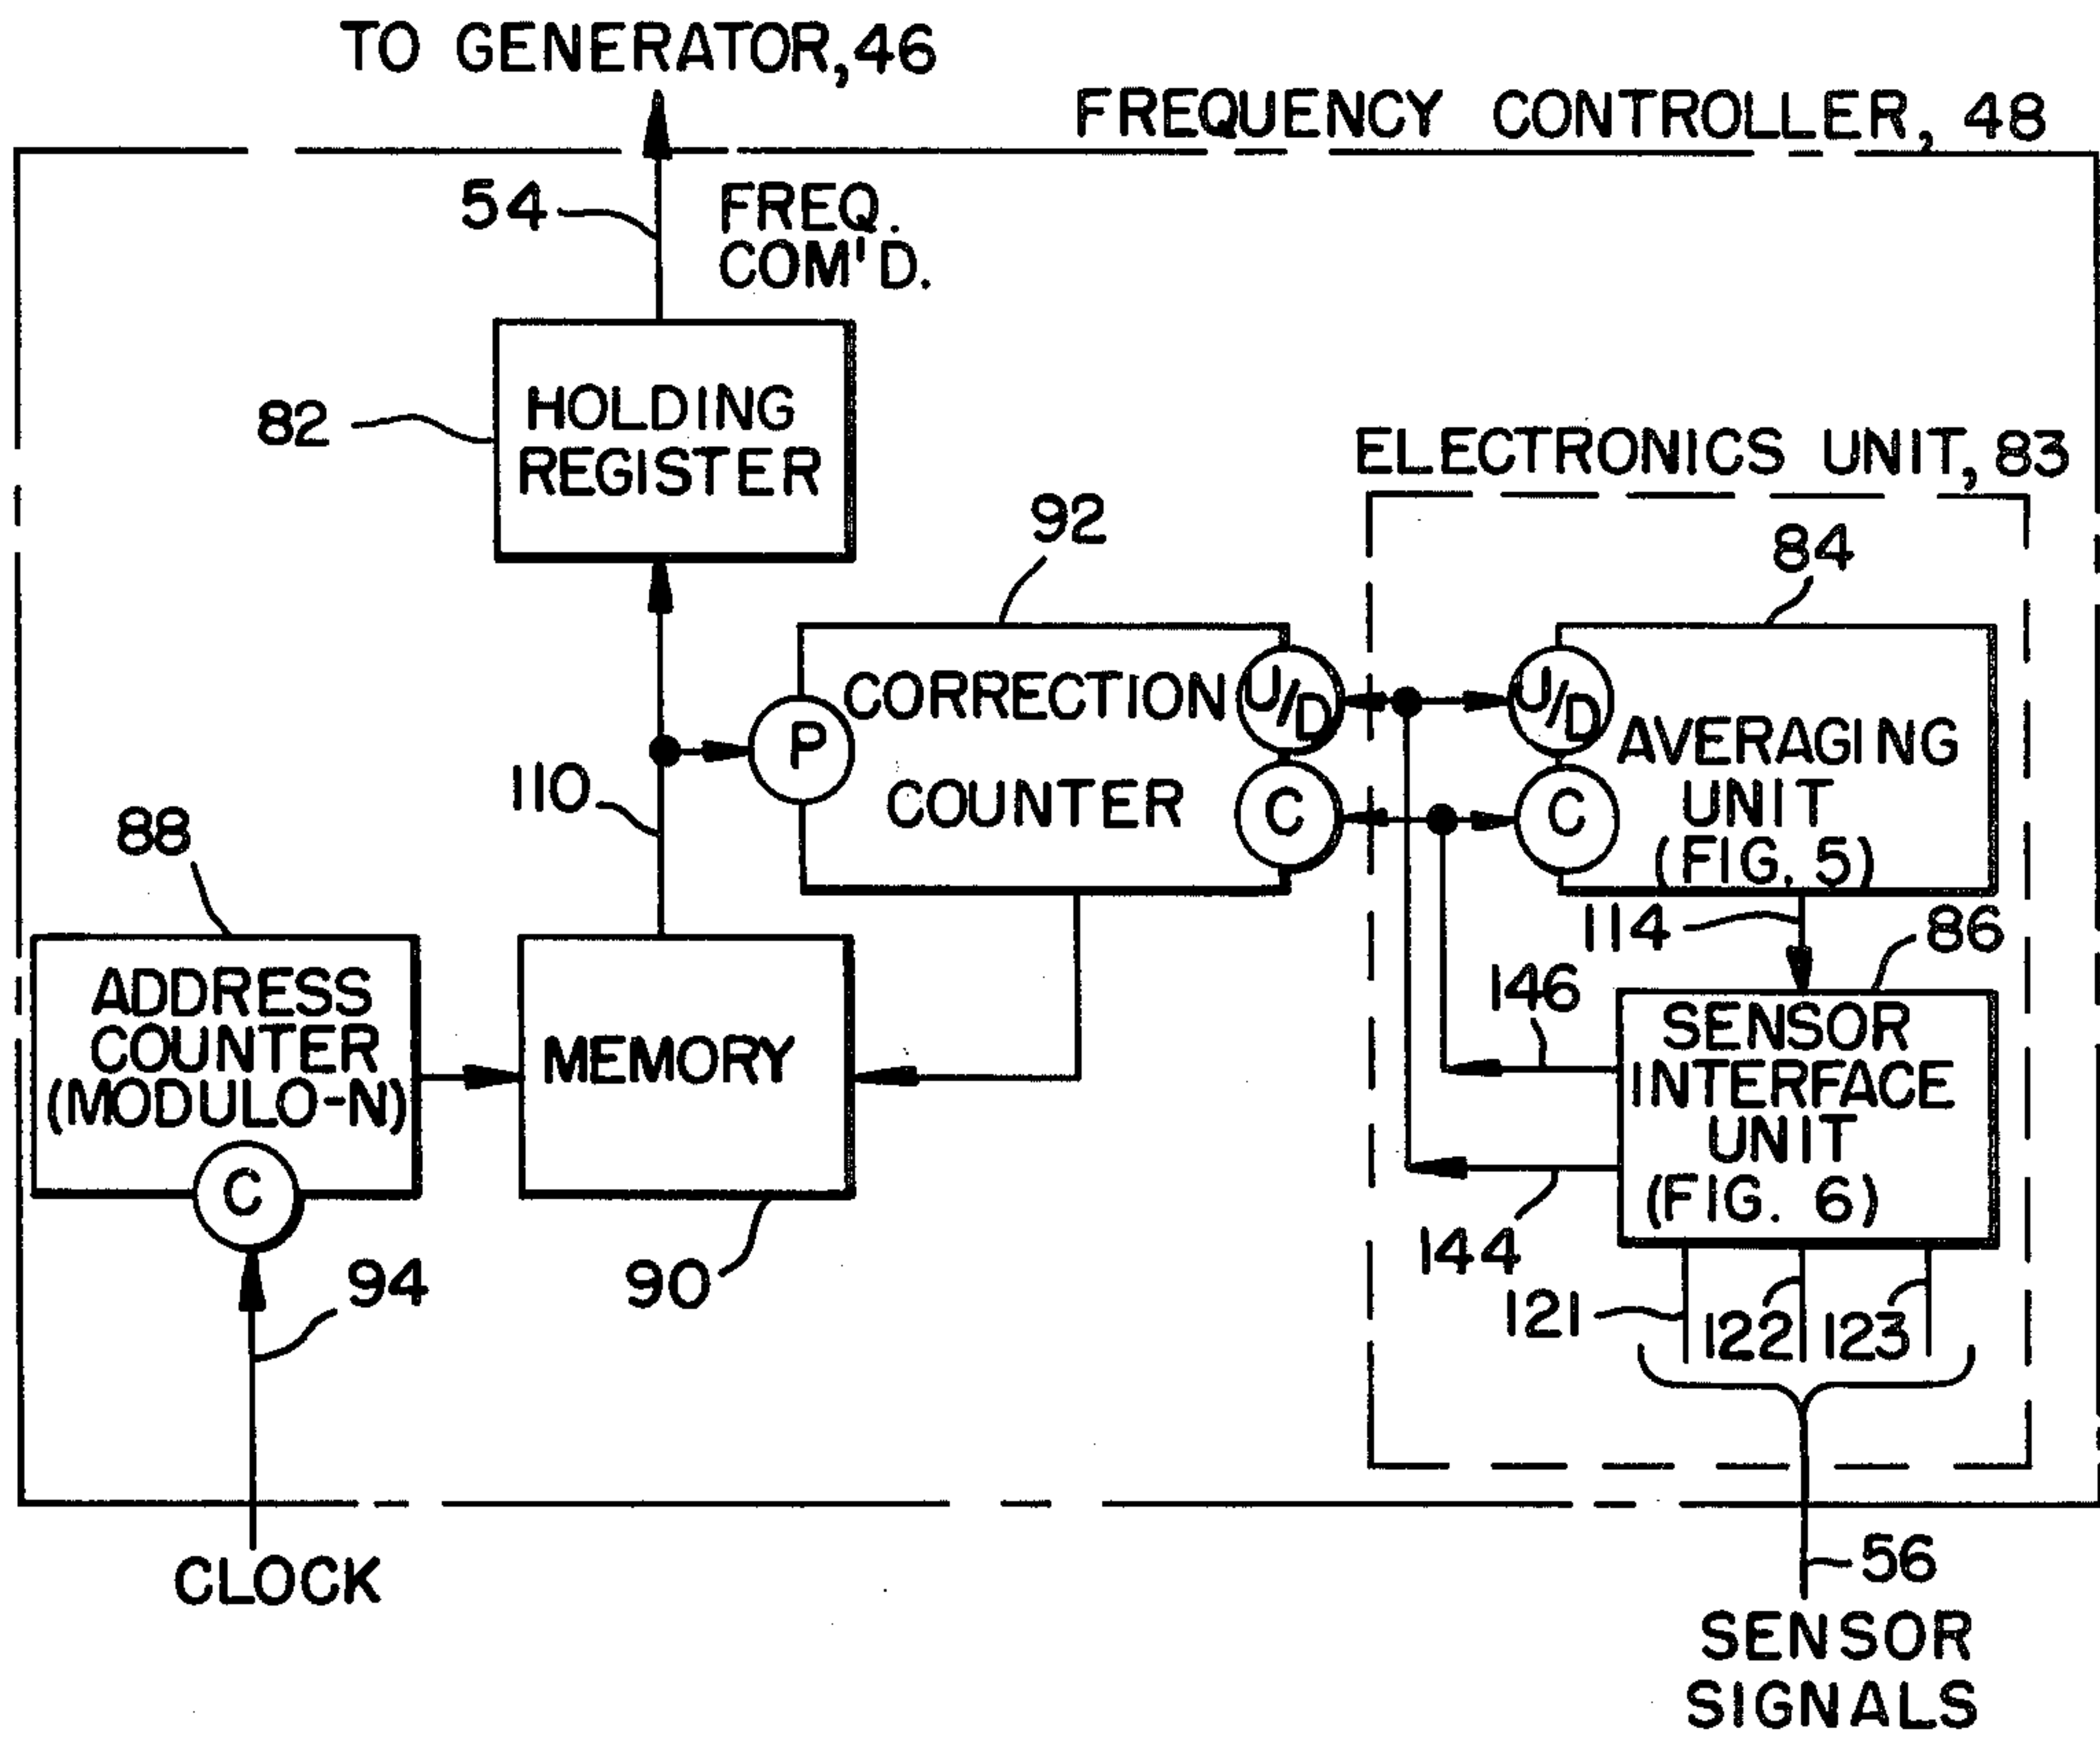 TO GENERATOR, 46
FREQUENCY CONTROLLER, 48
54
FREQ.
COM'D.
82
HOLDING
REGISTER
ELECTRONICS UNIT, 83
92
84
CORRECTION
COUNTER
P
U/D
C
U/D
C
AVERAGING
UNIT
(FIG. 5)
110
88
114
86
ADDRESS
COUNTER
(MODULO-N)
C
MEMORY
146
SENSOR
INTERFACE
UNIT
(FIG. 6)
144
94
90
121
122
123
CLOCK
56
SENSOR
SIGNALS